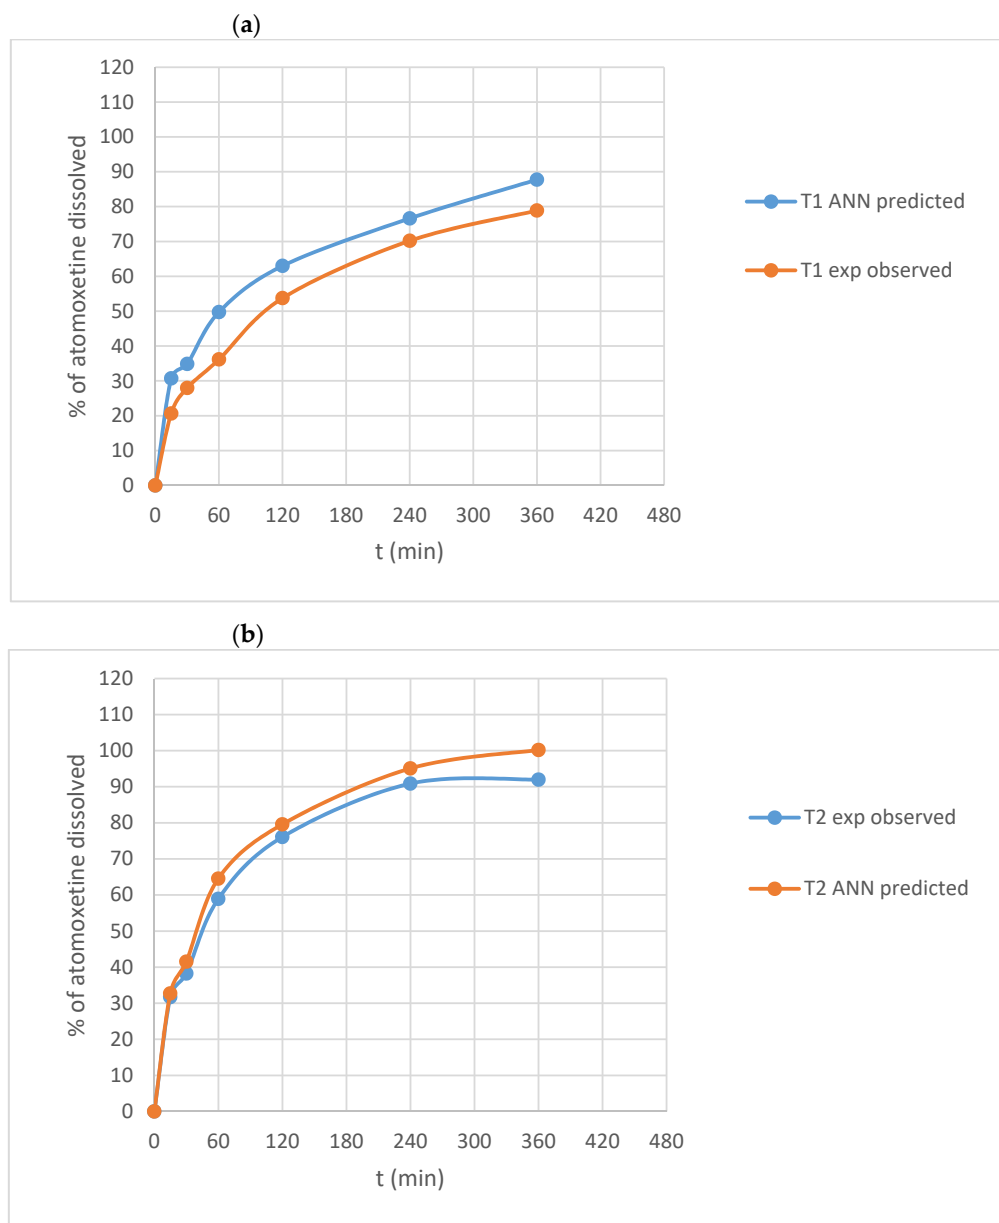 (a)
120
110
100
90
80
70
60
50
40
30
20
10
0
% of atomoxetine dissolved
0 60 120 180 240 300 360 420 480
t (min)
T1 ANN predicted
T1 exp observed
(b)
120
110
100
90
80
70
60
50
40
30
20
10
0
% of atomoxetine dissolved
0 60 120 180 240 300 360 420 480
t (min)
T2 exp observed
T2 ANN predicted